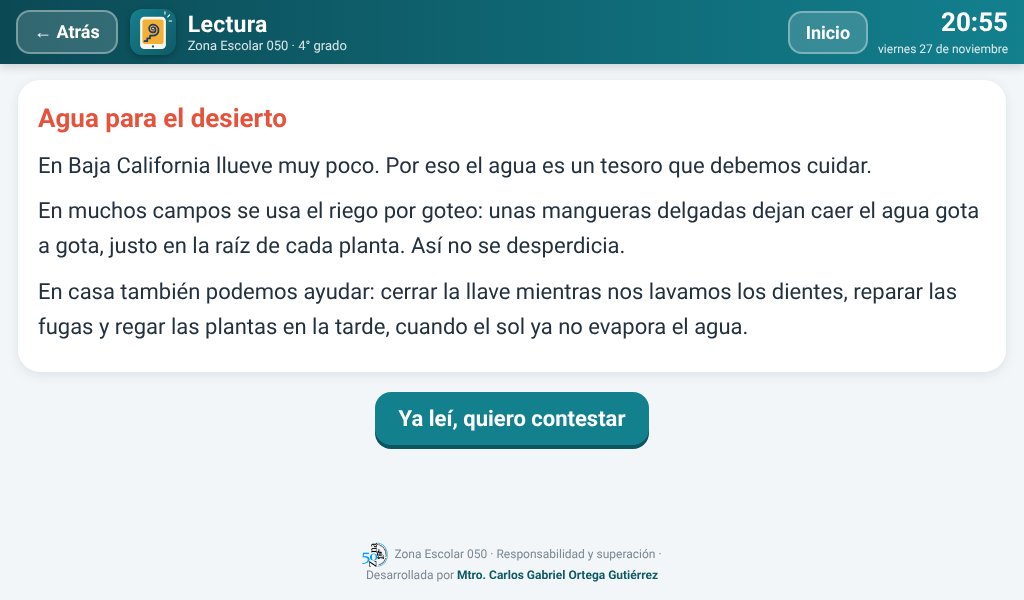 ← Atrás
Lectura
Zona Escolar 050 · 4° grado
Inicio
20:55
viernes 27 de noviembre
Agua para el desierto
En Baja California llueve muy poco. Por eso el agua es un tesoro que debemos cuidar.
En muchos campos se usa el riego por goteo: unas mangueras delgadas dejan caer el agua gota
a gota, justo en la raíz de cada planta. Así no se desperdicia.
En casa también podemos ayudar: cerrar la llave mientras nos lavamos los dientes, reparar las
fugas y regar las plantas en la tarde, cuando el sol ya no evapora el agua.
Ya leí, quiero contestar
Zona Escolar 050 · Responsabilidad y superación ·
Desarrollada por Mtro. Carlos Gabriel Ortega Gutiérrez